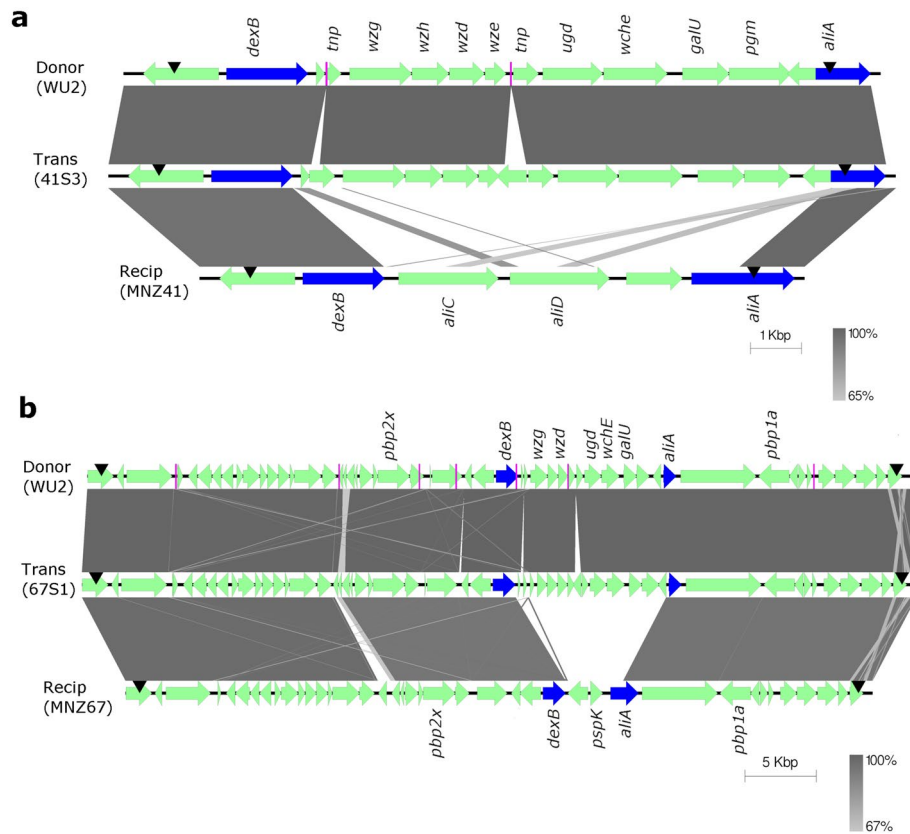 a
dexB tnp wzg wzh wzd wze tnp ugd wche galU pgm aliA
Donor
(WU2)
Trans
(41S3)
Recip
(MNZ41)
dexB aliC aliD aliA
1 Kbp
100%
65%
b
pbp2x dexB wzg wzd ugd wchE galU aliA pbp1a
Donor
(WU2)
Trans
(67S1)
Recip
(MNZ67)
pbp2x dexB pspK aliA pbp1a
5 Kbp
100%
67%